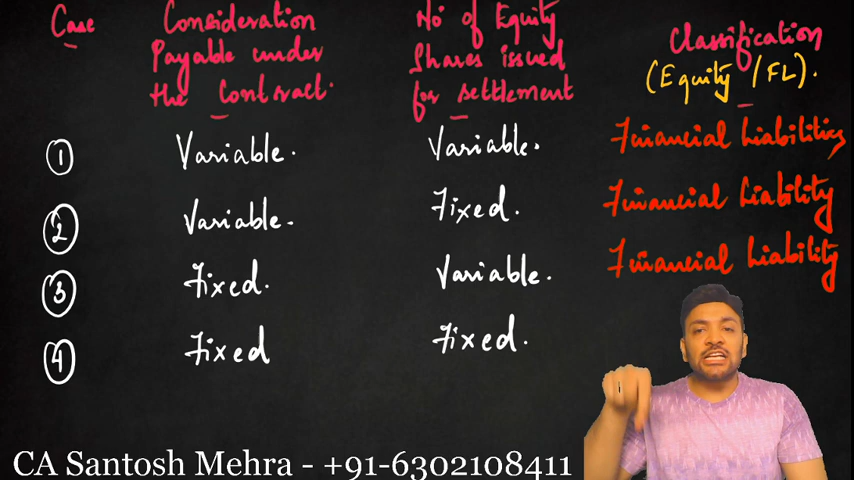 Case
Consideration
Payable under
the Contract.
No of Equity
Shares issued
for settlement
Classification
(Equity / FL).
1 Variable. Variable. Financial Liabilities
2 Variable. Fixed. Financial Liability
3 Fixed. Variable. Financial Liability
4 Fixed Fixed.
CA Santosh Mehra - +91-6302108411